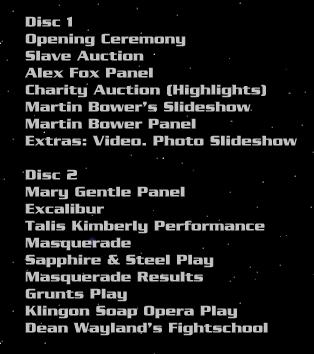 Disc 1
Opening Ceremony
Slave Auction
Alex Fox Panel
Charity Auction (Highlights)
Martin Bower's Slideshow
Martin Bower Panel
Extras: Video. Photo Slideshow

Disc 2
Mary Gentle Panel
Excalibur
Talis Kimberly Performance
Masquerade
Sapphire & Steel Play
Masquerade Results
Grunts Play
Klingon Soap Opera Play
Dean Wayland's Fightschool